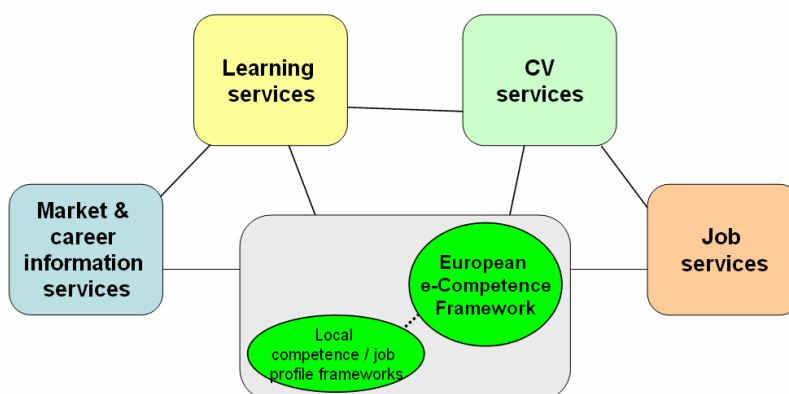 Learning
services
CV
services
Market &
career
information
services
Job
services
European
e-Competence
Framework
Local
competence / job
profile frameworks